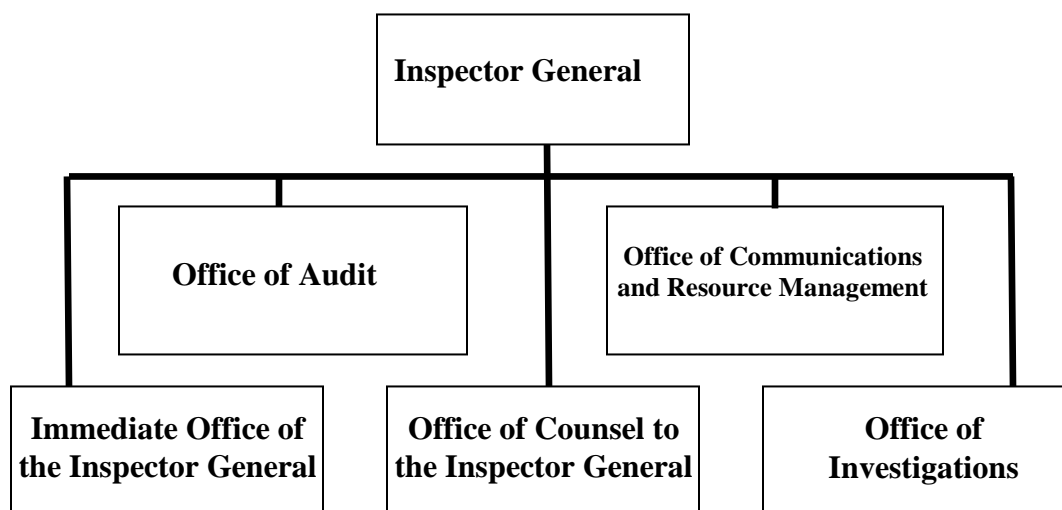 Inspector General
Office of Audit
Office of Communications
and Resource Management
Immediate Office of
the Inspector General
Office of Counsel to
the Inspector General
Office of
Investigations